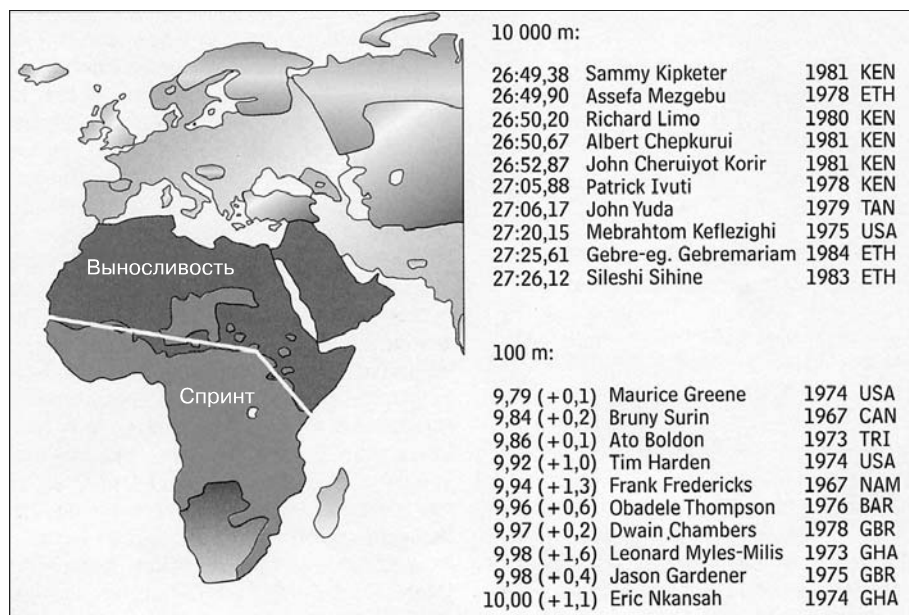 Выносливость
Спринт
10 000 m:
26:49,38 Sammy Kipketer 1981 KEN
26:49,90 Assefa Mezgebu 1978 ETH
26:50,20 Richard Limo 1980 KEN
26:50,67 Albert Chepkurui 1981 KEN
26:52,87 John Cheruiyot Korir 1981 KEN
27:05,88 Patrick Ivuti 1978 KEN
27:06,17 John Yuda 1979 TAN
27:20,15 Mebrahtom Keflezighi 1975 USA
27:25,61 Gebre-eg. Gebremariam 1984 ETH
27:26,12 Sileshi Sihine 1983 ETH
100 m:
9,79 (+0,1) Maurice Greene 1974 USA
9,84 (+0,2) Bruny Surin 1967 CAN
9,86 (+0,1) Ato Boldon 1973 TRI
9,92 (+1,0) Tim Harden 1974 USA
9,94 (+1,3) Frank Fredericks 1967 NAM
9,96 (+0,6) Obadele Thompson 1976 BAR
9,97 (+0,2) Dwain Chambers 1978 GBR
9,98 (+1,6) Leonard Myles-Milis 1973 GHA
9,98 (+0,4) Jason Gardener 1975 GBR
10,00 (+1,1) Eric Nkansah 1974 GHA